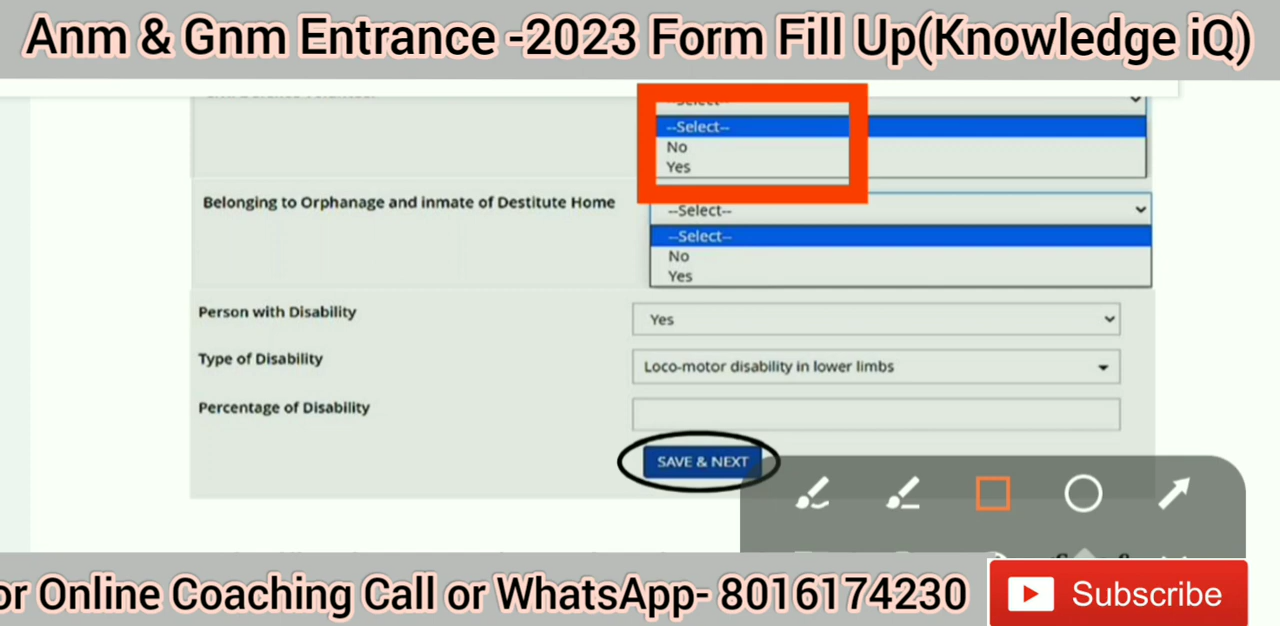 Anm & Gnm Entrance -2023 Form Fill Up(Knowledge iQ)
--Select--
--Select--
No
Yes
Belonging to Orphanage and inmate of Destitute Home
--Select--
--Select--
No
Yes
Person with Disability
Yes
Type of Disability
Loco-motor disability in lower limbs
Percentage of Disability
SAVE & NEXT
or Online Coaching Call or WhatsApp- 8016174230
Subscribe